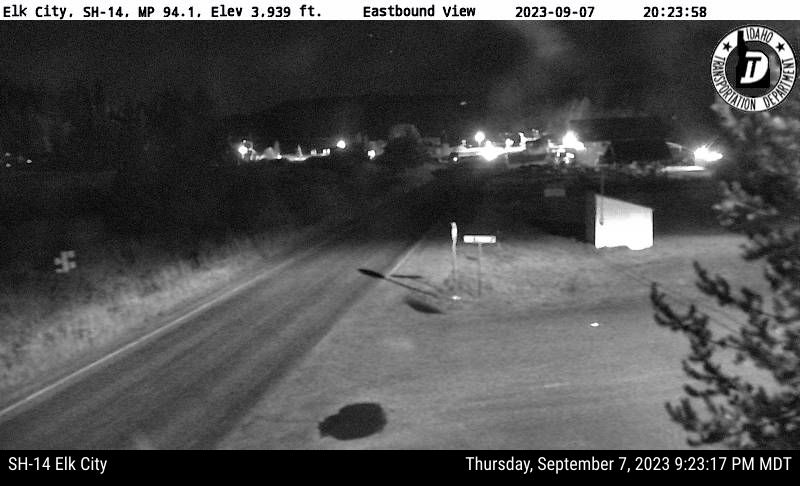 Elk City, SH-14, MP 94.1, Elev 3,939 ft. Eastbound View 2023-09-07 20:23:58
IDAHO
TRANSPORTATION DEPARTMENT
SH-14 Elk City Thursday, September 7, 2023 9:23:17 PM MDT